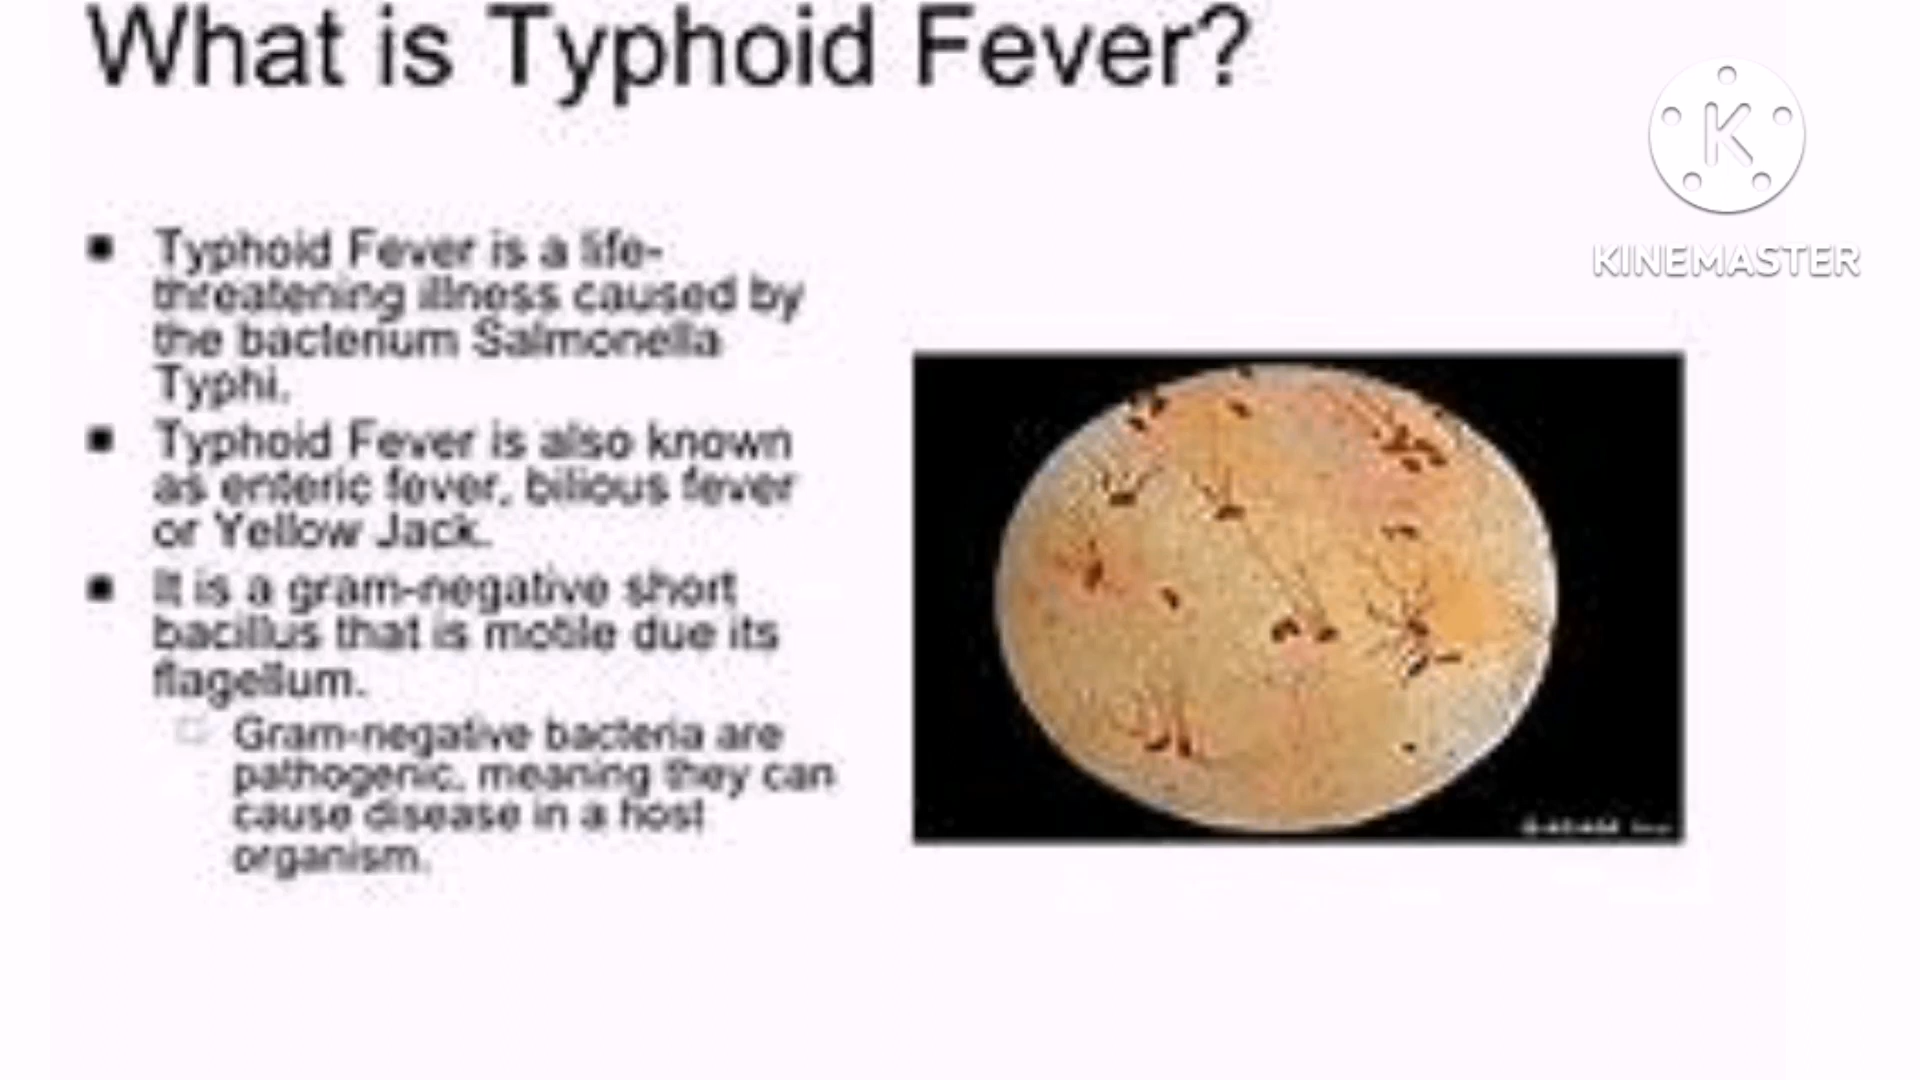 What is Typhoid Fever?
K
KINEMASTER
Typhoid Fever is a life-
threatening illness caused by
the bacterium Salmonella
Typhi.
Typhoid Fever is also known
as enteric fever, bilious fever
or Yellow Jack.
It is a gram-negative short
bacillus that is motile due its
flagellum.
Gram-negative bacteria are
pathogenic, meaning they can
cause disease in a host
organism.